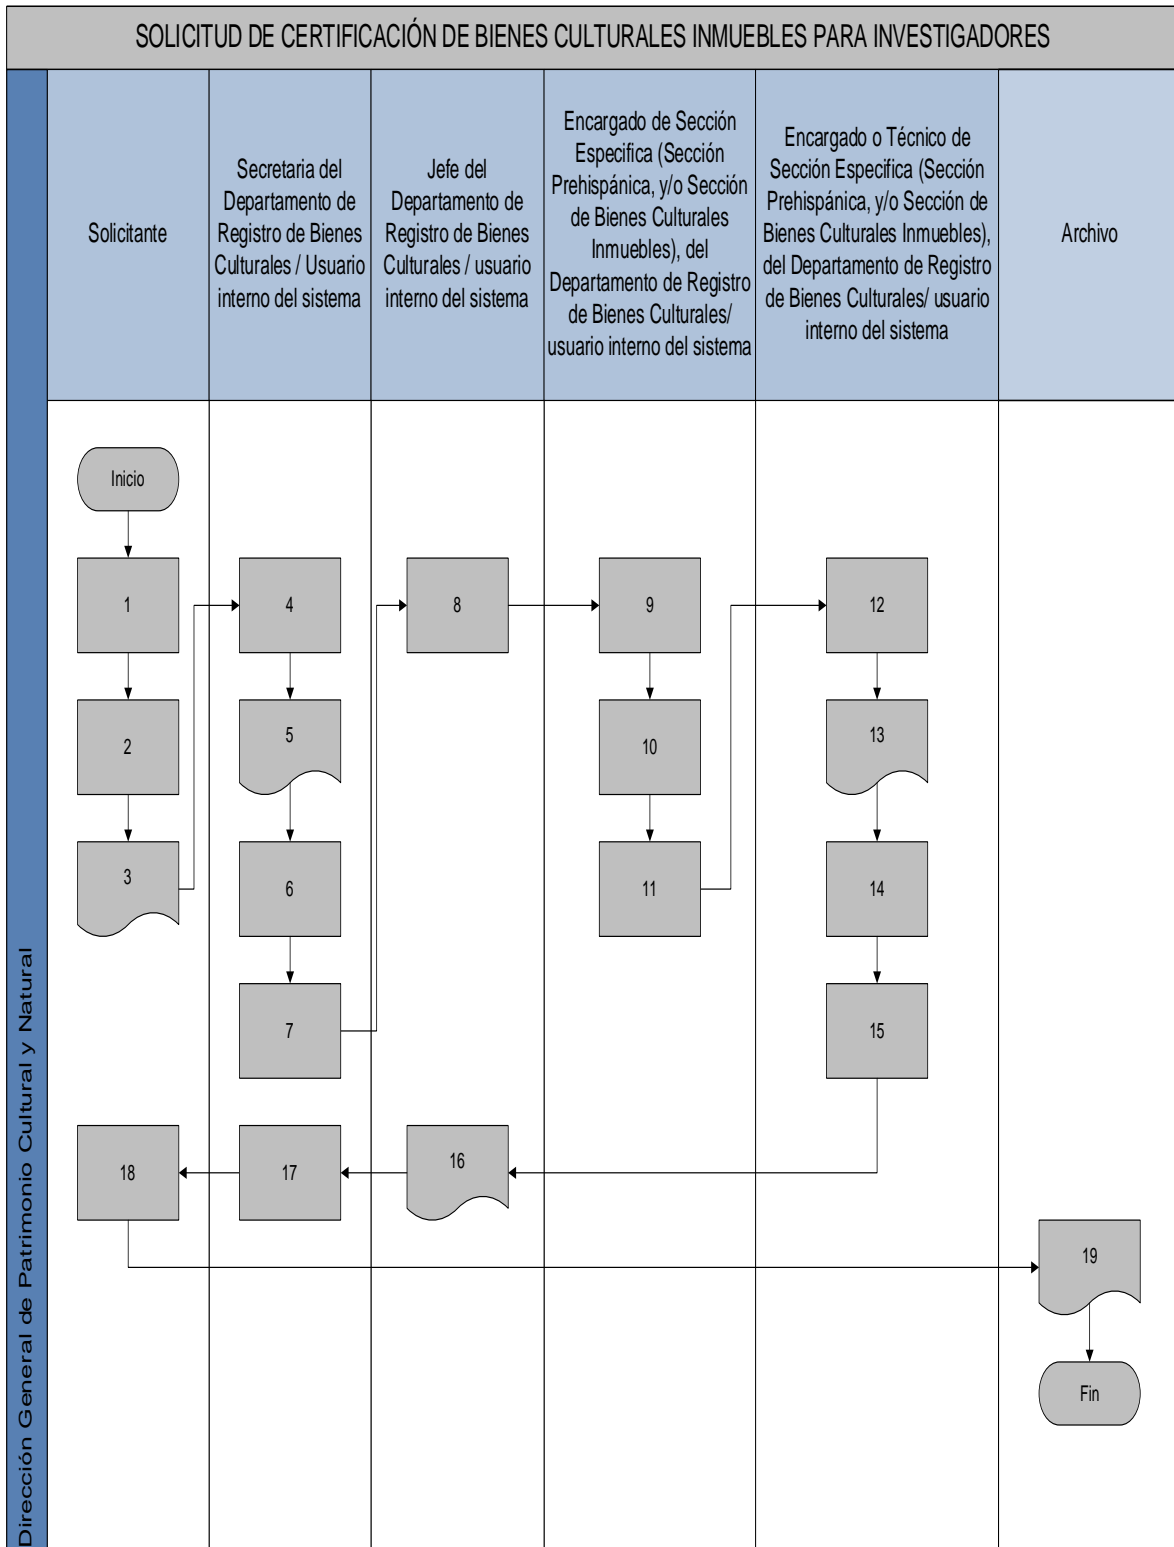 SOLICITUD DE CERTIFICACIÓN DE BIENES CULTURALES INMUEBLES PARA INVESTIGADORES
Dirección General de Patrimonio Cultural y Natural
Solicitante
Secretaria del
Departamento de
Registro de Bienes
Culturales / Usuario
interno del sistema
Jefe del
Departamento de
Registro de Bienes
Culturales / usuario
interno del sistema
Encargado de Sección
Especifica (Sección
Prehispánica, y/o Sección
de Bienes Culturales
Inmuebles), del
Departamento de Registro
de Bienes Culturales/
usuario interno del sistema
Encargado o Técnico de
Sección Especifica (Sección
Prehispánica, y/o Sección de
Bienes Culturales Inmuebles),
del Departamento de Registro
de Bienes Culturales/ usuario
interno del sistema
Archivo
Inicio
1
2
3
4
5
6
7
8
9
10
11
12
13
14
15
16
17
18
19
Fin